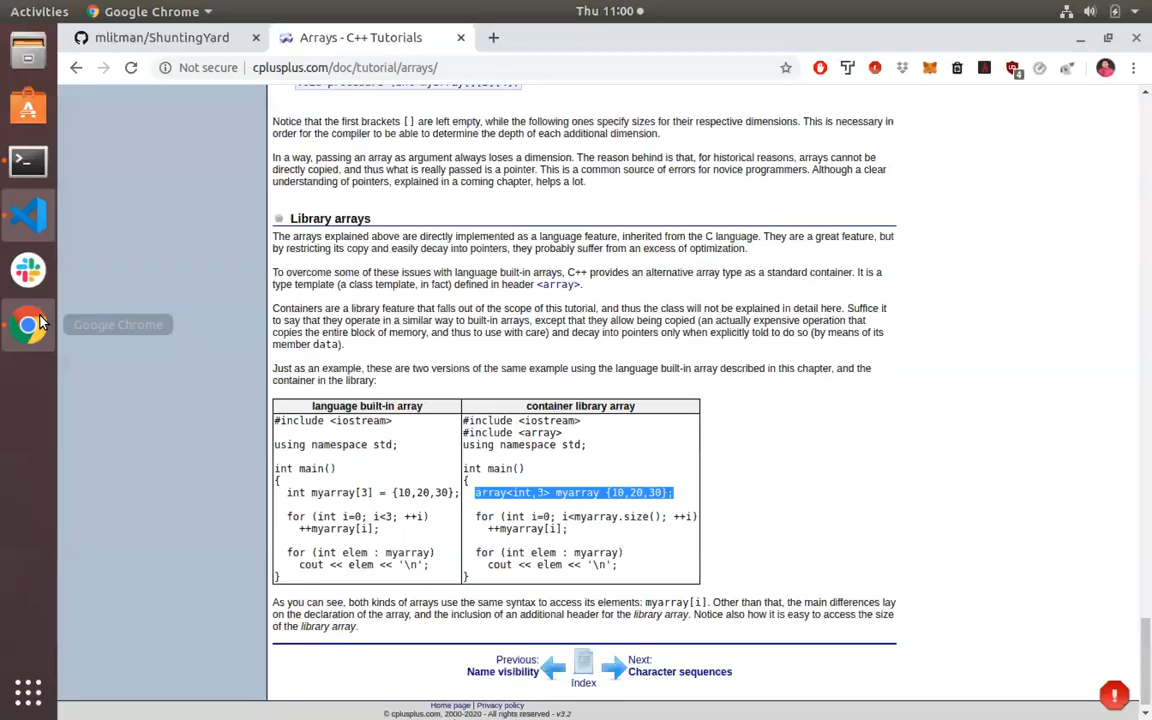 Activities
Google Chrome
Thu 11:00
mlitman/ShuntingYard
Arrays - C++ Tutorials
Not secure
cplusplus.com/doc/tutorial/arrays/
4
Google Chrome
Notice that the first brackets [] are left empty, while the following ones specify sizes for their respective dimensions. This is necessary in
order for the compiler to be able to determine the depth of each additional dimension.
In a way, passing an array as argument always loses a dimension. The reason behind is that, for historical reasons, arrays cannot be
directly copied, and thus what is really passed is a pointer. This is a common source of errors for novice programmers. Although a clear
understanding of pointers, explained in a coming chapter, helps a lot.
Library arrays
The arrays explained above are directly implemented as a language feature, inherited from the C language. They are a great feature, but
by restricting its copy and easily decay into pointers, they probably suffer from an excess of optimization.
To overcome some of these issues with language built-in arrays, C++ provides an alternative array type as a standard container. It is a
type template (a class template, in fact) defined in header <array>.
Containers are a library feature that falls out of the scope of this tutorial, and thus the class will not be explained in detail here. Suffice it
to say that they operate in a similar way to built-in arrays, except that they allow being copied (an actually expensive operation that
copies the entire block of memory, and thus to use with care) and decay into pointers only when explicitly told to do so (by means of its
member data).
Just as an example, these are two versions of the same example using the language built-in array described in this chapter, and the
container in the library:
language built-in array
#include <iostream>
using namespace std;
int main()
{
int myarray[3] = {10,20,30};
for (int i=0; i<3; ++i)
++myarray[i];
for (int elem : myarray)
cout << elem << '\n';
}
container library array
#include <iostream>
#include <array>
using namespace std;
int main()
{
array<int,3> myarray {10,20,30};
for (int i=0; i<myarray.size(); ++i)
++myarray[i];
for (int elem : myarray)
cout << elem << '\n';
}
As you can see, both kinds of arrays use the same syntax to access its elements: myarray[i]. Other than that, the main differences lay
on the declaration of the array, and the inclusion of an additional header for the library array. Notice also how it is easy to access the size
of the library array.
Previous:
Name visibility
Index
Next:
Character sequences
Home page | Privacy policy
© cplusplus.com, 2000-2020 - All rights reserved - v3.2